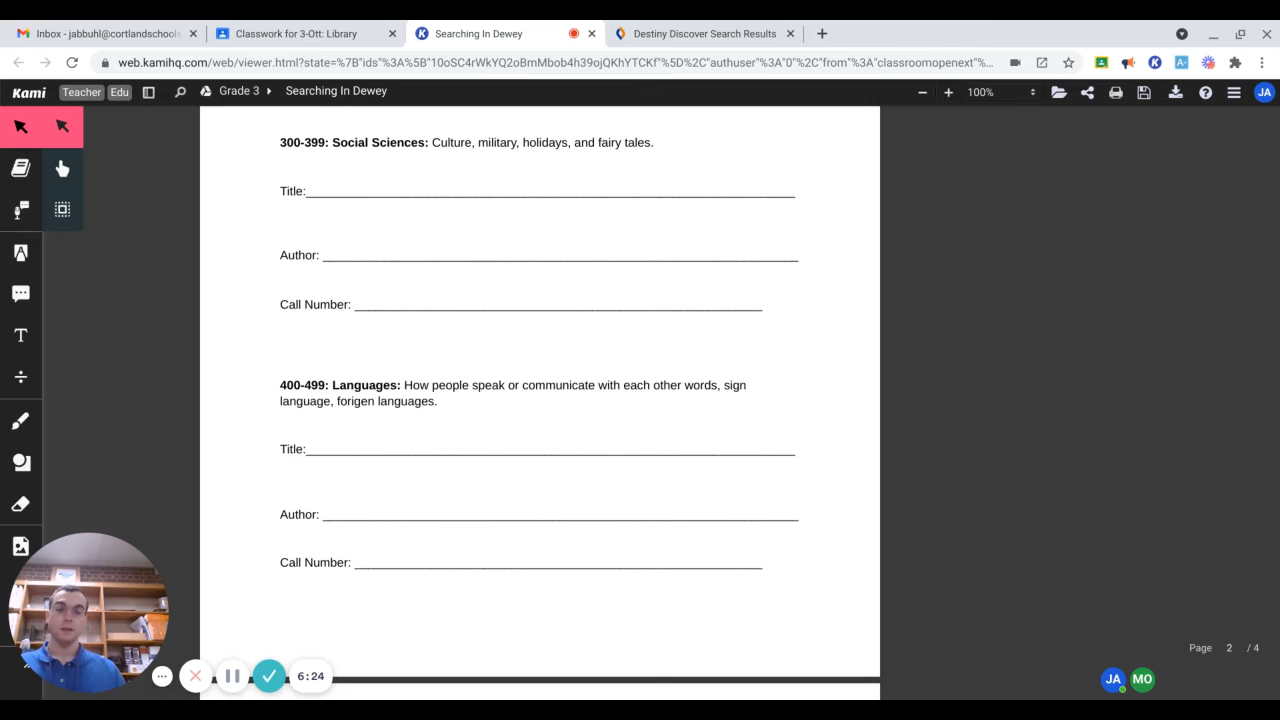 Inbox - jabbuhl@cortlandschools
Classwork for 3-Ott: Library
Searching In Dewey
Destiny Discover Search Results
web.kamihq.com/web/viewer.html?state=%7B"ids"%3A%5B"10oSC4rWkYQ2oBmMbob4h39ojQKhYTCKf"%5D%2C"authuser"%3A"0"%2C"from"%3A"classroomopenext"%...
Kami Teacher Edu Grade 3 Searching In Dewey 100% JA
300-399: Social Sciences: Culture, military, holidays, and fairy tales.
Title:
Author:
Call Number:
400-499: Languages: How people speak or communicate with each other words, sign
language, forigen languages.
Title:
Author:
Call Number:
Page 2 / 4
6:24
JA MO